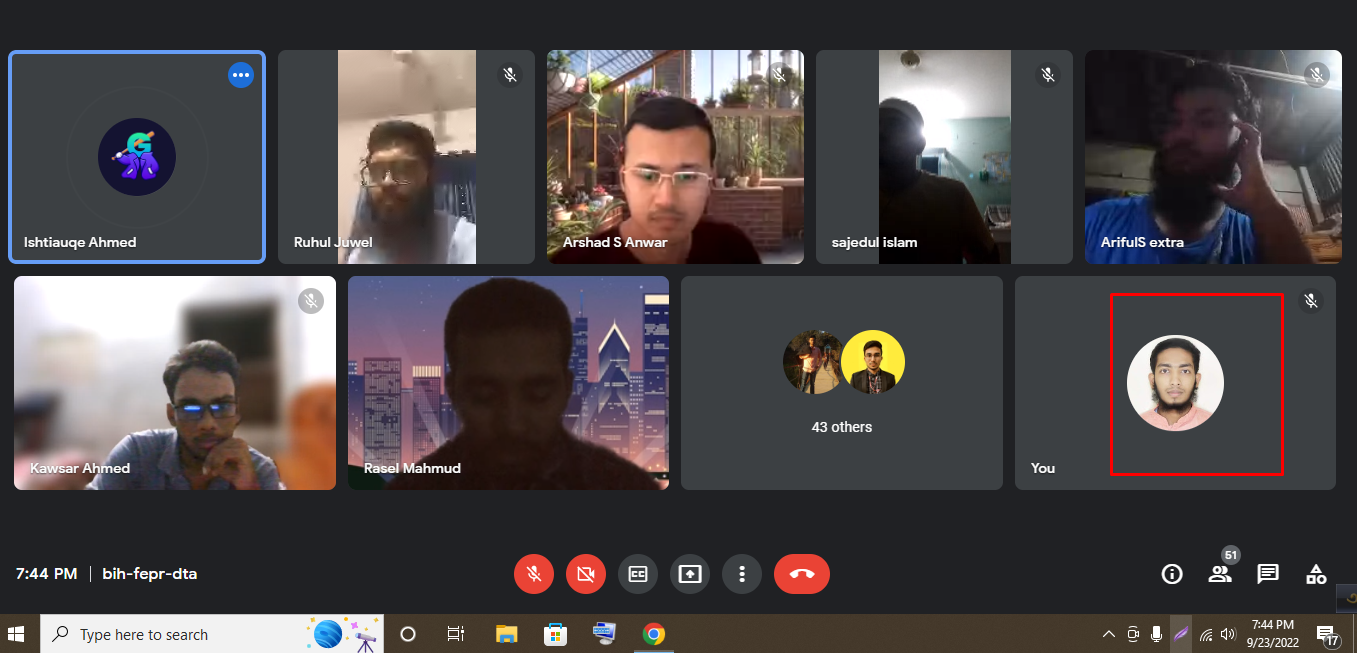 Ishtiauqe Ahmed
Ruhul Juwel
Arshad S Anwar
sajedul islam
ArifulS extra
Kawsar Ahmed
Rasel Mahmud
43 others
You
7:44 PM | bih-fepr-dta
CC
51
Type here to search
7:44 PM
9/23/2022
17